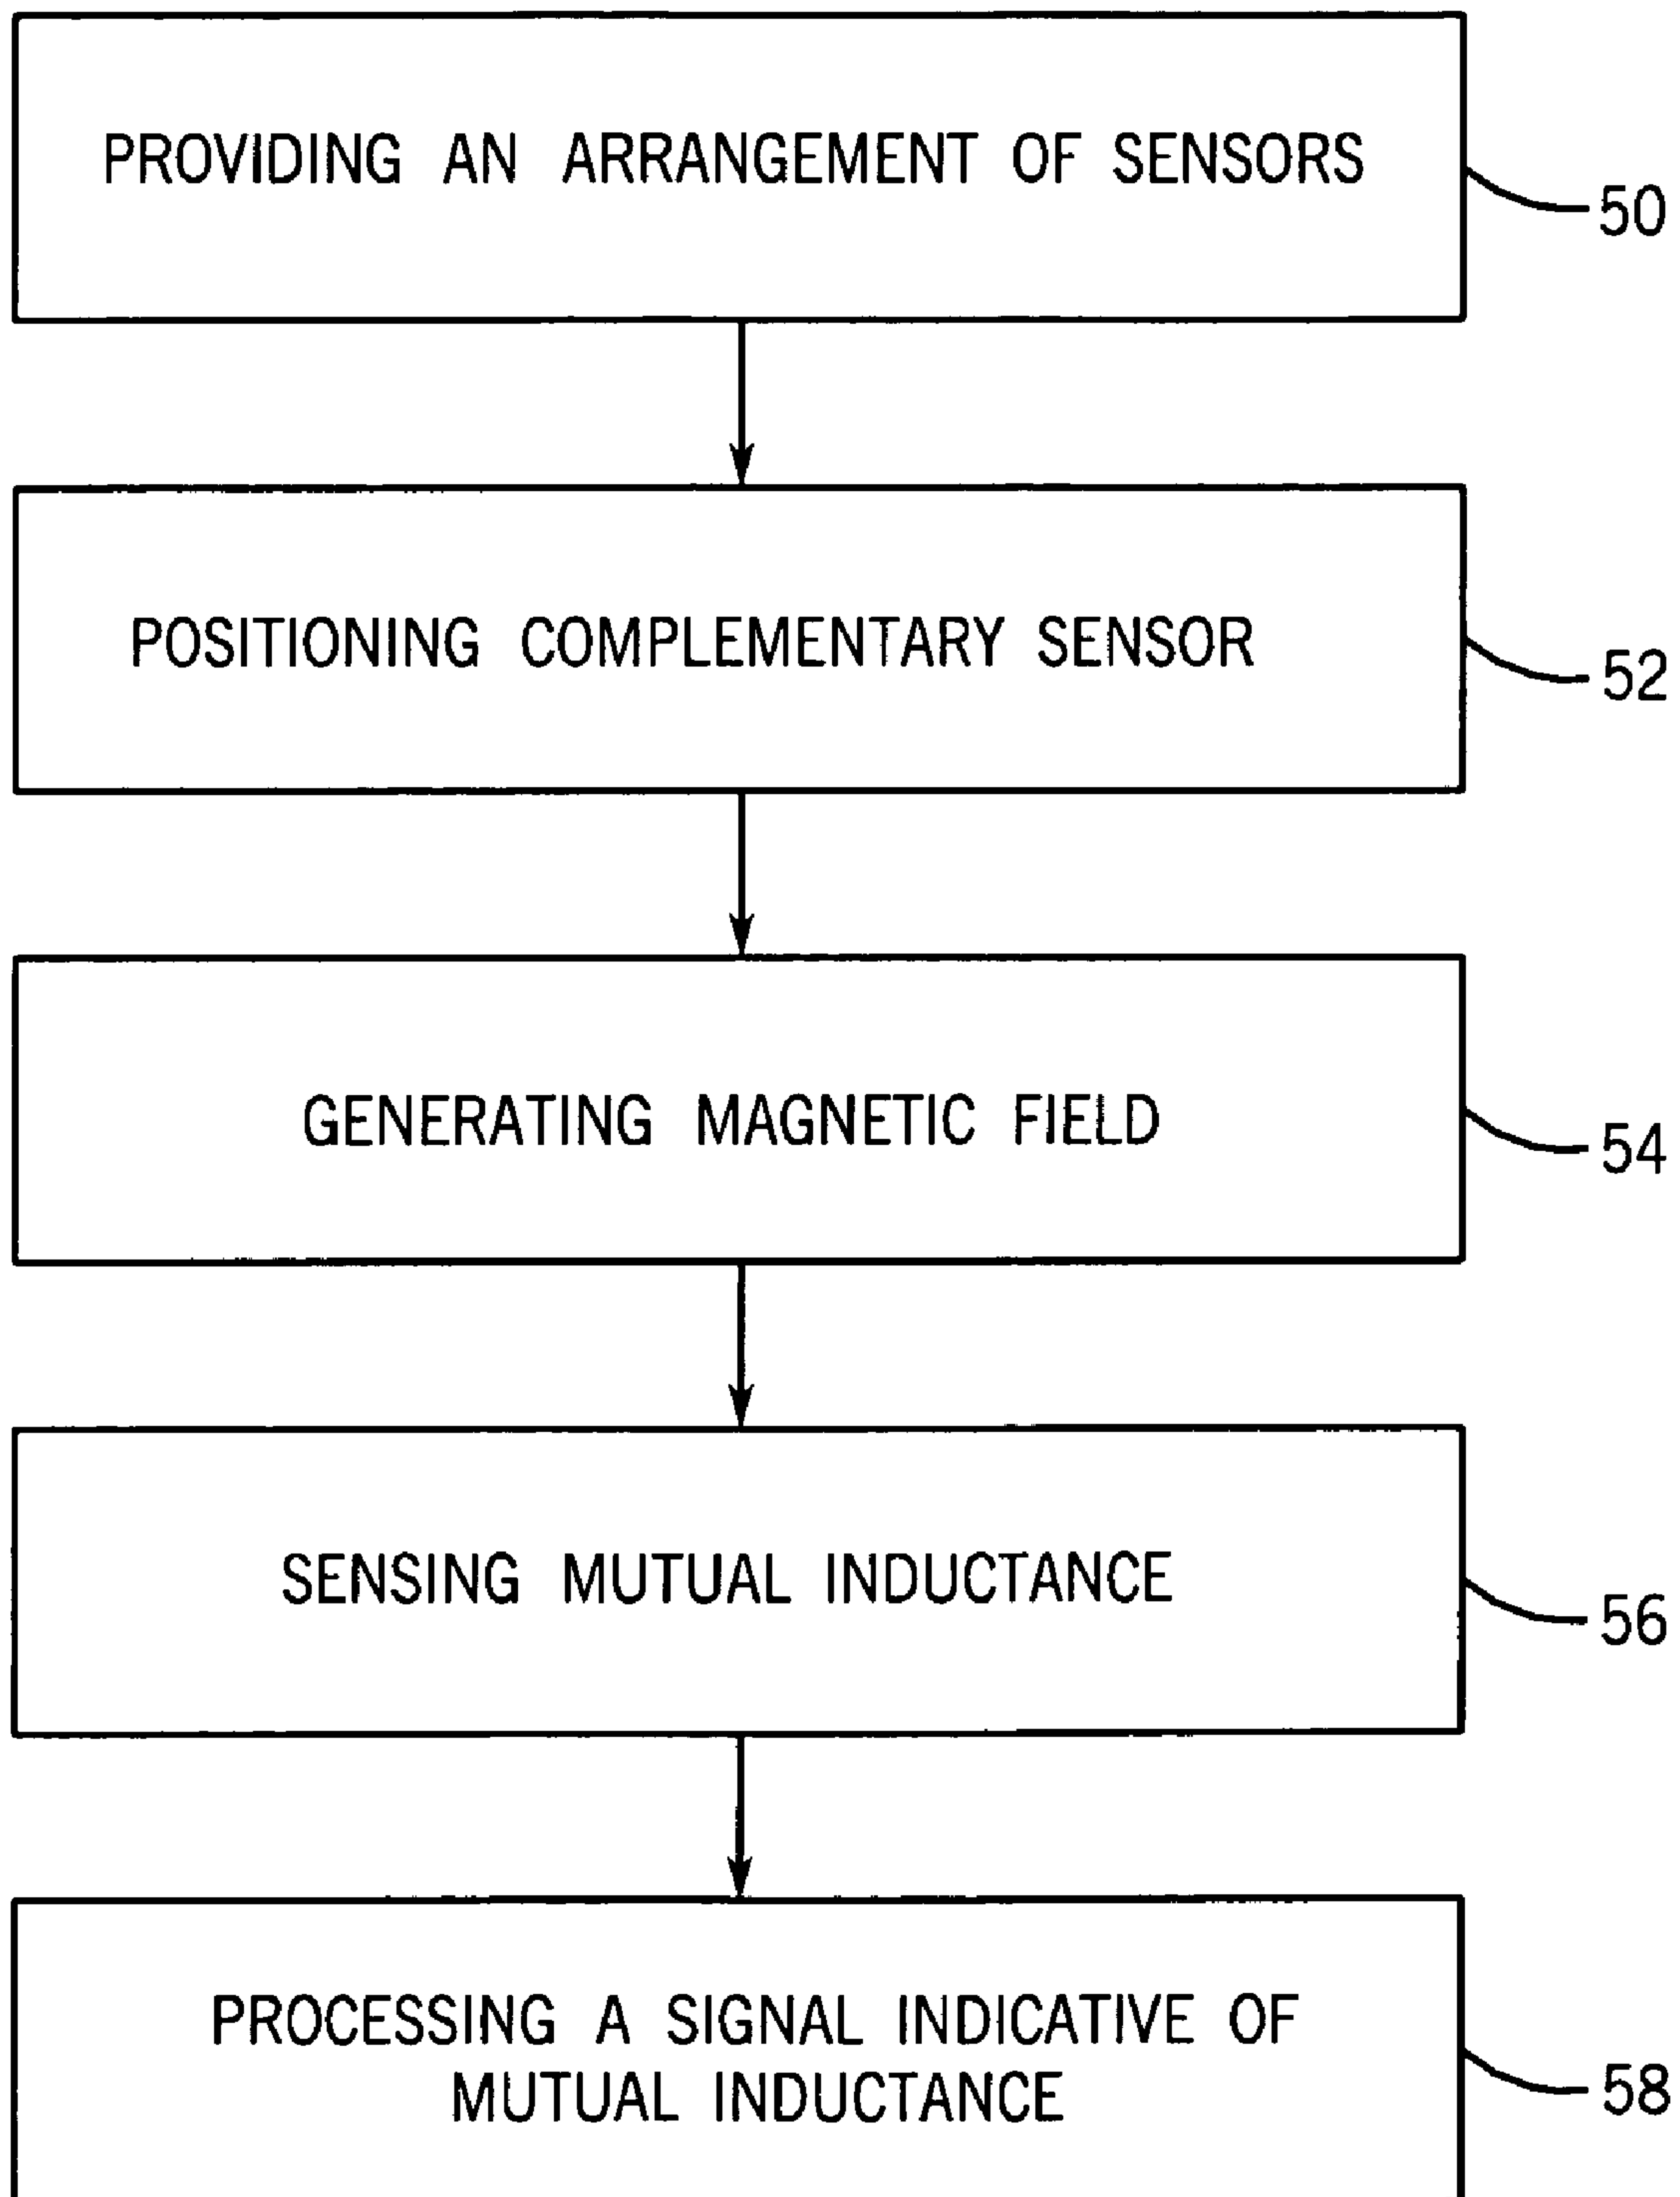 PROVIDING AN ARRANGEMENT OF SENSORS
50
POSITIONING COMPLEMENTARY SENSOR
52
GENERATING MAGNETIC FIELD
54
SENSING MUTUAL INDUCTANCE
56
PROCESSING A SIGNAL INDICATIVE OF
MUTUAL INDUCTANCE
58